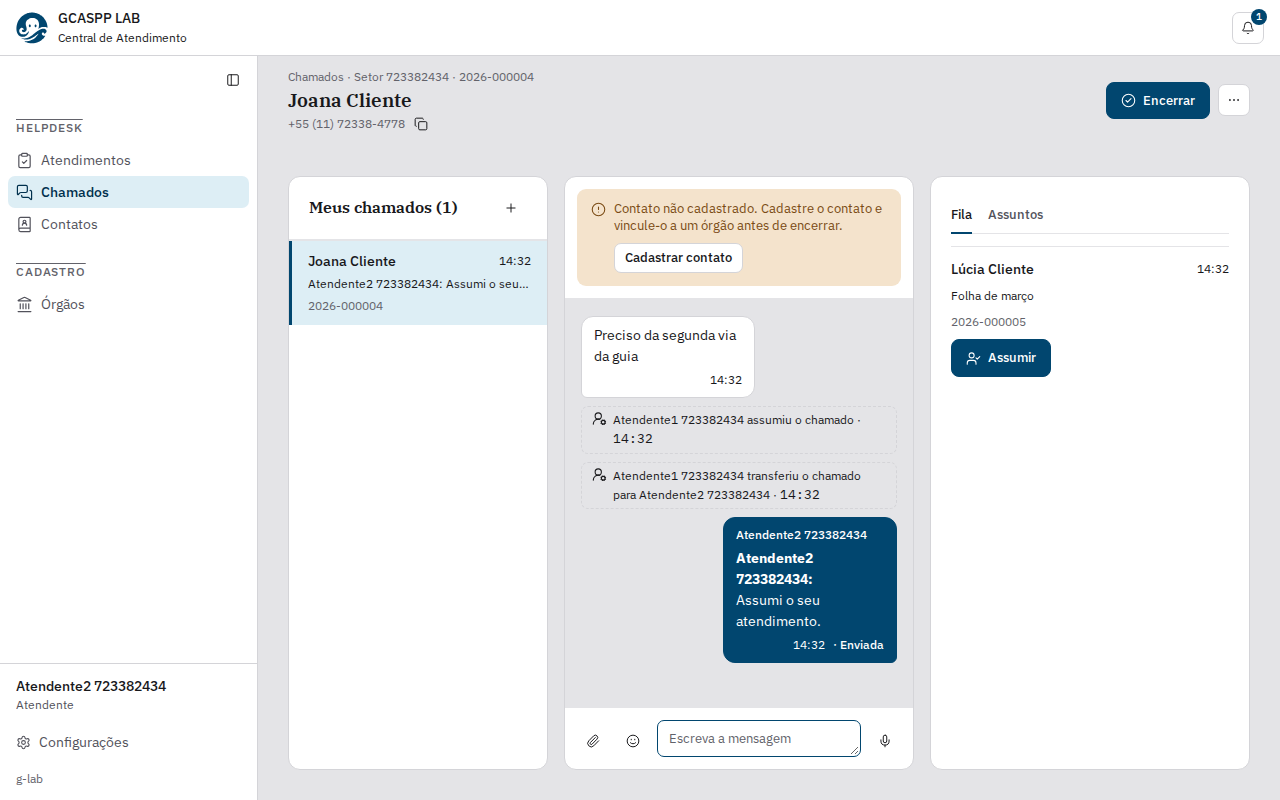 GCASPP LAB
Central de Atendimento
1
HELPDESK
Atendimentos
Chamados
Contatos
CADASTRO
Órgãos
Atendente2 723382434
Atendente
Configurações
g-lab
Chamados · Setor 723382434 · 2026-000004
Joana Cliente
+55 (11) 72338-4778
Encerrar
Meus chamados (1)
Joana Cliente 14:32
Atendente2 723382434: Assumi o seu...
2026-000004
Contato não cadastrado. Cadastre o contato e
vincule-o a um órgão antes de encerrar.
Cadastrar contato
Preciso da segunda via
da guia
14:32
Atendente1 723382434 assumiu o chamado ·
14:32
Atendente1 723382434 transferiu o chamado
para Atendente2 723382434 · 14:32
Atendente2 723382434
Atendente2
723382434:
Assumi o seu
atendimento.
14:32 · Enviada
Escreva a mensagem
Fila Assuntos
Lúcia Cliente 14:32
Folha de março
2026-000005
Assumir